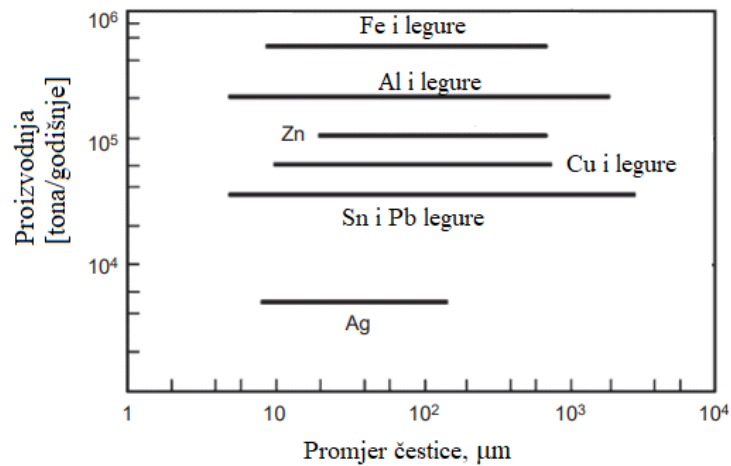 Proizvodnja
[tona/godišnje]
10⁶
10⁵
10⁴
Fe i legure
Al i legure
Zn
Cu i legure
Sn i Pb legure
Ag
1
10
10²
10³
10⁴
Promjer čestice, μm